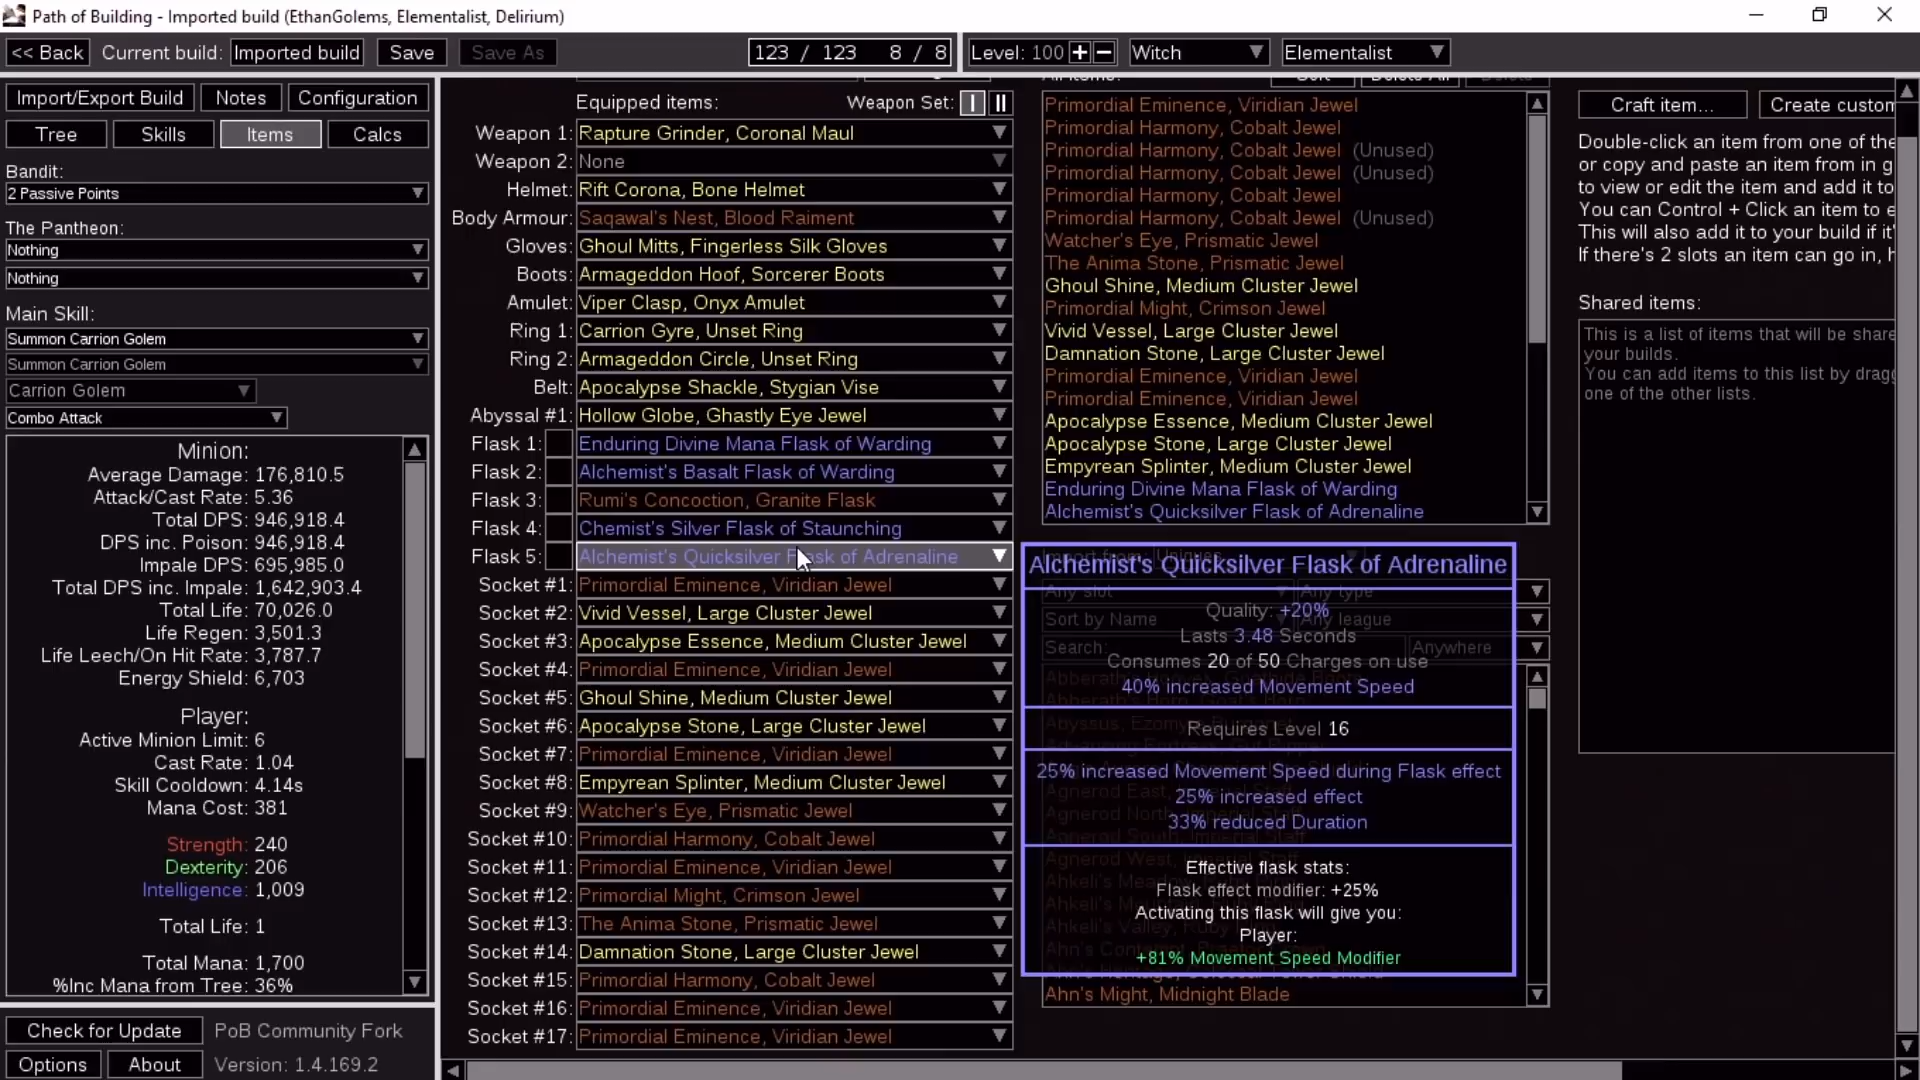 Path of Building - Imported build (EthanGolems, Elementalist, Delirium)
<< Back
Current build:
Imported build
Save
Save As
123 / 123 8 / 8
Level: 100
+
Witch
Elementalist
Import/Export Build
Notes
Configuration
Tree
Skills
Items
Calcs
Bandit:
2 Passive Points
The Pantheon:
Nothing
Nothing
Main Skill:
Summon Carrion Golem
Summon Carrion Golem
Carrion Golem
Combo Attack
Minion:
Average Damage: 176,810.5
Attack/Cast Rate: 5.36
Total DPS: 946,918.4
DPS inc. Poison: 946,918.4
Impale DPS: 695,985.0
Total DPS inc. Impale: 1,642,903.4
Total Life: 70,026.0
Life Regen: 3,501.3
Life Leech/On Hit Rate: 3,787.7
Energy Shield: 6,703
Player:
Active Minion Limit: 6
Cast Rate: 1.04
Skill Cooldown: 4.14s
Mana Cost: 381
Strength: 240
Dexterity: 206
Intelligence: 1,009
Total Life: 1
Total Mana: 1,700
%Inc Mana from Tree: 36%
Check for Update
PoB Community Fork
Options
About
Version: 1.4.169.2
Equipped items:
Weapon Set: I II
Weapon 1: Rapture Grinder, Coronal Maul
Weapon 2: None
Helmet: Rift Corona, Bone Helmet
Body Armour: Saqawal's Nest, Blood Raiment
Gloves: Ghoul Mitts, Fingerless Silk Gloves
Boots: Armageddon Hoof, Sorcerer Boots
Amulet: Viper Clasp, Onyx Amulet
Ring 1: Carrion Gyre, Unset Ring
Ring 2: Armageddon Circle, Unset Ring
Belt: Apocalypse Shackle, Stygian Vise
Abyssal #1: Hollow Globe, Ghastly Eye Jewel
Flask 1: Enduring Divine Mana Flask of Warding
Flask 2: Alchemist's Basalt Flask of Warding
Flask 3: Rumi's Concoction, Granite Flask
Flask 4: Chemist's Silver Flask of Staunching
Flask 5: Alchemist's Quicksilver Flask of Adrenaline
Socket #1: Primordial Eminence, Viridian Jewel
Socket #2: Vivid Vessel, Large Cluster Jewel
Socket #3: Apocalypse Essence, Medium Cluster Jewel
Socket #4: Primordial Eminence, Viridian Jewel
Socket #5: Ghoul Shine, Medium Cluster Jewel
Socket #6: Apocalypse Stone, Large Cluster Jewel
Socket #7: Primordial Eminence, Viridian Jewel
Socket #8: Empyrean Splinter, Medium Cluster Jewel
Socket #9: Watcher's Eye, Prismatic Jewel
Socket #10: Primordial Harmony, Cobalt Jewel
Socket #11: Primordial Eminence, Viridian Jewel
Socket #12: Primordial Might, Crimson Jewel
Socket #13: The Anima Stone, Prismatic Jewel
Socket #14: Damnation Stone, Large Cluster Jewel
Socket #15: Primordial Harmony, Cobalt Jewel
Socket #16: Primordial Eminence, Viridian Jewel
Socket #17: Primordial Eminence, Viridian Jewel
All items:
Sort
Delete All
Delete
Primordial Eminence, Viridian Jewel
Primordial Harmony, Cobalt Jewel
Primordial Harmony, Cobalt Jewel (Unused)
Primordial Harmony, Cobalt Jewel (Unused)
Primordial Harmony, Cobalt Jewel
Primordial Harmony, Cobalt Jewel (Unused)
Watcher's Eye, Prismatic Jewel
The Anima Stone, Prismatic Jewel
Ghoul Shine, Medium Cluster Jewel
Primordial Might, Crimson Jewel
Vivid Vessel, Large Cluster Jewel
Damnation Stone, Large Cluster Jewel
Primordial Eminence, Viridian Jewel
Primordial Eminence, Viridian Jewel
Apocalypse Essence, Medium Cluster Jewel
Apocalypse Stone, Large Cluster Jewel
Empyrean Splinter, Medium Cluster Jewel
Enduring Divine Mana Flask of Warding
Alchemist's Quicksilver Flask of Adrenaline
Alchemist's Quicksilver Flask of Adrenaline
Quality: +20%
Lasts 3.48 Seconds
Consumes 20 of 50 Charges on use
40% increased Movement Speed
Requires Level 16
25% increased Movement Speed during Flask effect
25% increased effect
33% reduced Duration
Effective flask stats:
Flask effect modifier: +25%
Activating this flask will give you:
Player:
+81% Movement Speed Modifier
Any slot
Any type
Sort by Name
Any league
Search:
Anywhere
Ahn's Might, Midnight Blade
Craft item...
Create custom
Double-click an item from one of the
or copy and paste an item from in g
to view or edit the item and add it to
You can Control + Click an item to e
This will also add it to your build if it'
If there's 2 slots an item can go in, h
Shared items:
This is a list of items that will be share
your builds.
You can add items to this list by dragg
one of the other lists.